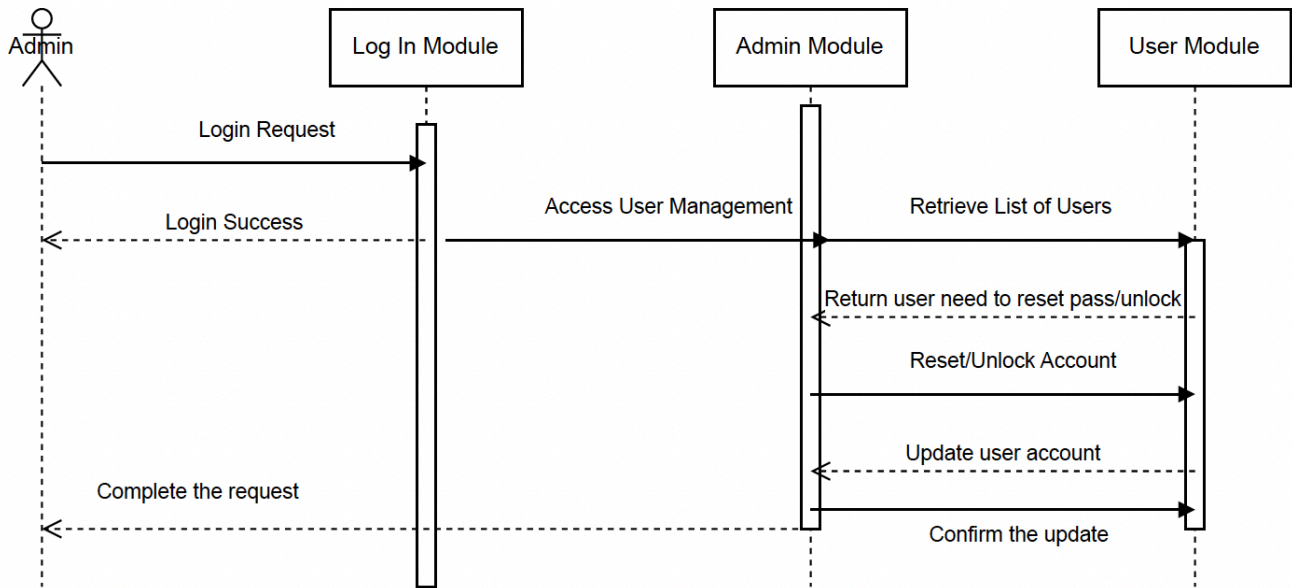 Admin
Log In Module
Admin Module
User Module
Login Request
Access User Management
Retrieve List of Users
Login Success
Return user need to reset pass/unlock
Reset/Unlock Account
Update user account
Complete the request
Confirm the update